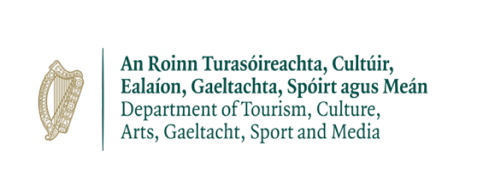 An Roinn Turasóireachta, Cultúir,
Ealaíon, Gaeltachta, Spóirt agus Meán
Department of Tourism, Culture,
Arts, Gaeltacht, Sport and Media